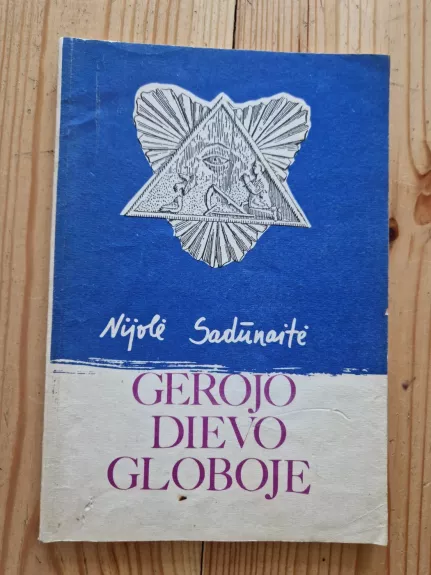 Nijolė Sadūnaitė
GEROJO
DIEVO
GLOBOJE